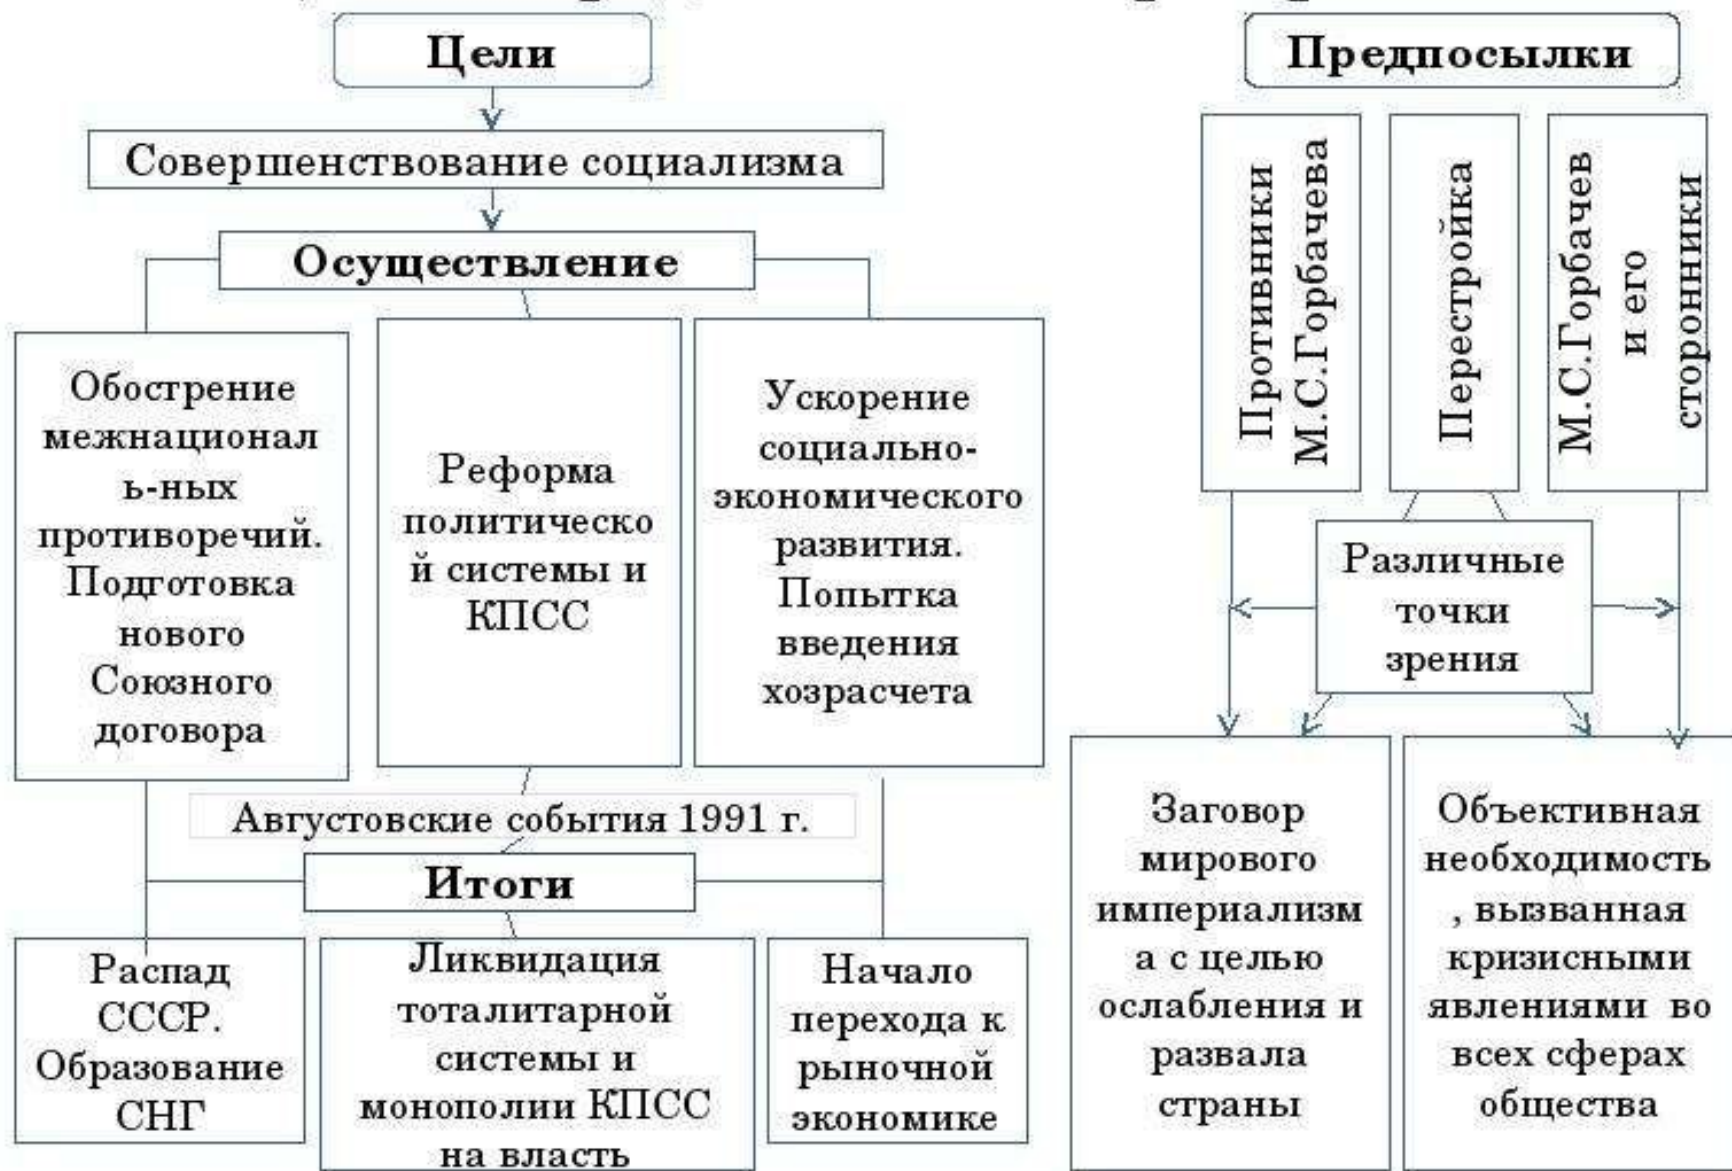 Цели
Совершенствование социализма
Осуществление
Обострение
межнационал
ь-ных
противоречий.
Подготовка
нового
Союзного
договора
Реформа
политическо
й системы и
КПСС
Ускорение
социально-
экономического
развития.
Попытка
введения
хозрасчета
Августовские события 1991 г.
Итоги
Распад
СССР.
Образование
СНГ
Ликвидация
тоталитарной
системы и
монополии КПСС
на власть
Начало
перехода к
рыночной
экономике
Предпосылки
Противники
М.С.Горбачева
Перестройка
М.С.Горбачев
и его
сторонники
Различные
точки
зрения
Заговор
мирового
империализм
а с целью
ослабления и
развала
страны
Объективная
необходимость
, вызванная
кризисными
явлениями во
всех сферах
общества